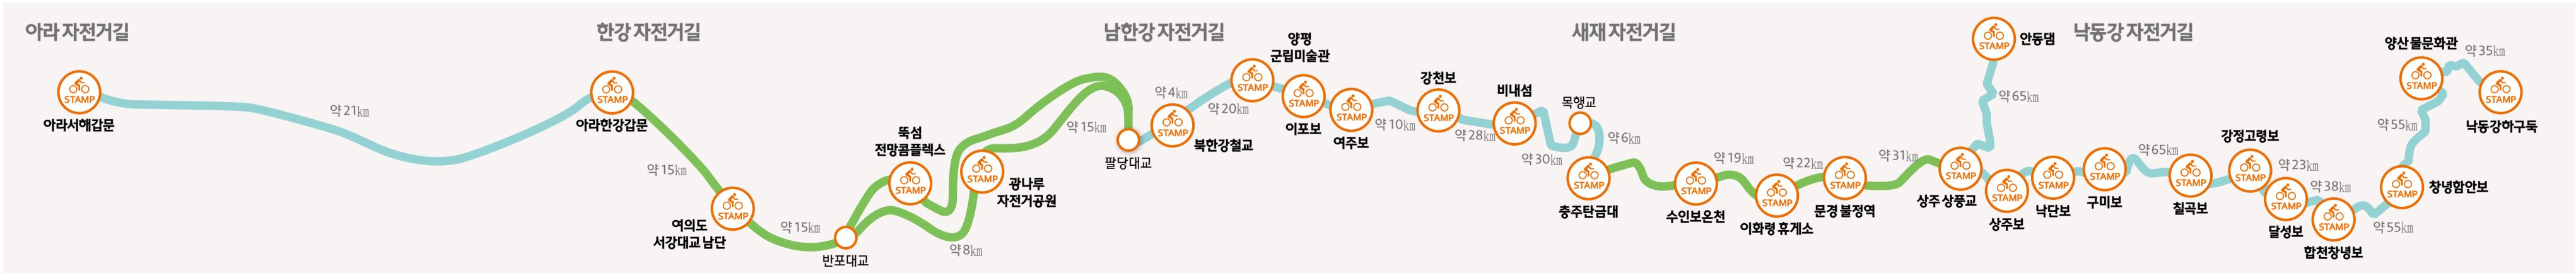 아라 자전거길
한강 자전거길
남한강 자전거길
새재 자전거길
낙동강 자전거길
STAMP
아라서해갑문
약 21km
STAMP
아라한강갑문
약 15km
STAMP
여의도
서강대교 남단
약 15km
반포대교
STAMP
뚝섬
전망콤플렉스
약 8km
STAMP
광나루
자전거공원
약 15km
팔당대교
약 4km
STAMP
북한강철교
약 20km
STAMP
양평
군립미술관
STAMP
이포보
STAMP
여주보
약 10km
STAMP
강천보
약 28km
STAMP
비내섬
약 30km
목행교
약 6km
STAMP
충주탄금대
STAMP
수인보온천
약 19km
STAMP
이화령 휴게소
약 22km
STAMP
문경 불정역
약 31km
STAMP
상주 상풍교
약 65km
STAMP
안동댐
STAMP
상주보
STAMP
낙단보
STAMP
구미보
약 65km
STAMP
칠곡보
STAMP
강정고령보
약 23km
STAMP
달성보
약 38km
STAMP
합천창녕보
약 55km
STAMP
창녕함안보
약 55km
STAMP
양산 물문화관
약 35km
STAMP
낙동강하구둑